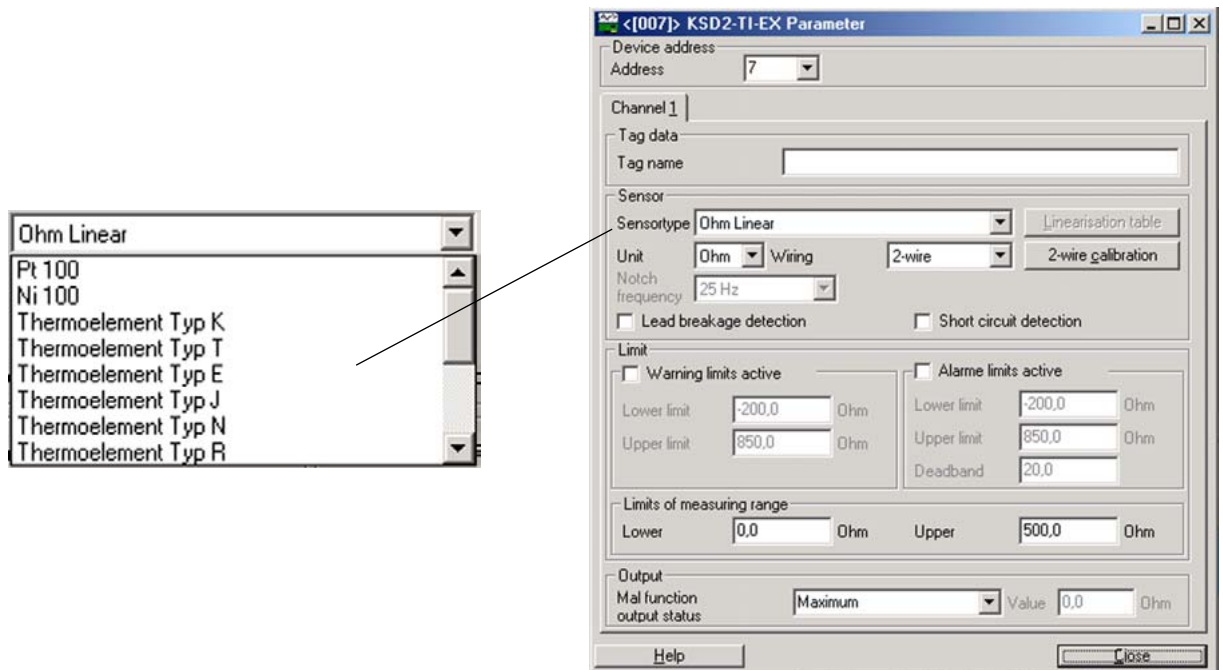 Ohm Linear
Pt 100
Ni 100
Thermoelement Typ K
Thermoelement Typ T
Thermoelement Typ E
Thermoelement Typ J
Thermoelement Typ N
Thermoelement Typ R
<[007]> KSD2-TI-EX Parameter
Device address
Address 7
Channel 1
Tag data
Tag name
Sensor
Sensortype Ohm Linear Linearisation table
Unit Ohm Wiring 2-wire 2-wire calibration
Notch
frequency 25 Hz
Lead breakage detection Short circuit detection
Limit
Warning limits active Alarme limits active
Lower limit -200,0 Ohm Lower limit -200,0 Ohm
Upper limit 850,0 Ohm Upper limit 850,0 Ohm
Deadband 20,0
Limits of measuring range
Lower 0,0 Ohm Upper 500,0 Ohm
Output
Mal function
output status Maximum Value 0,0 Ohm
Help Close